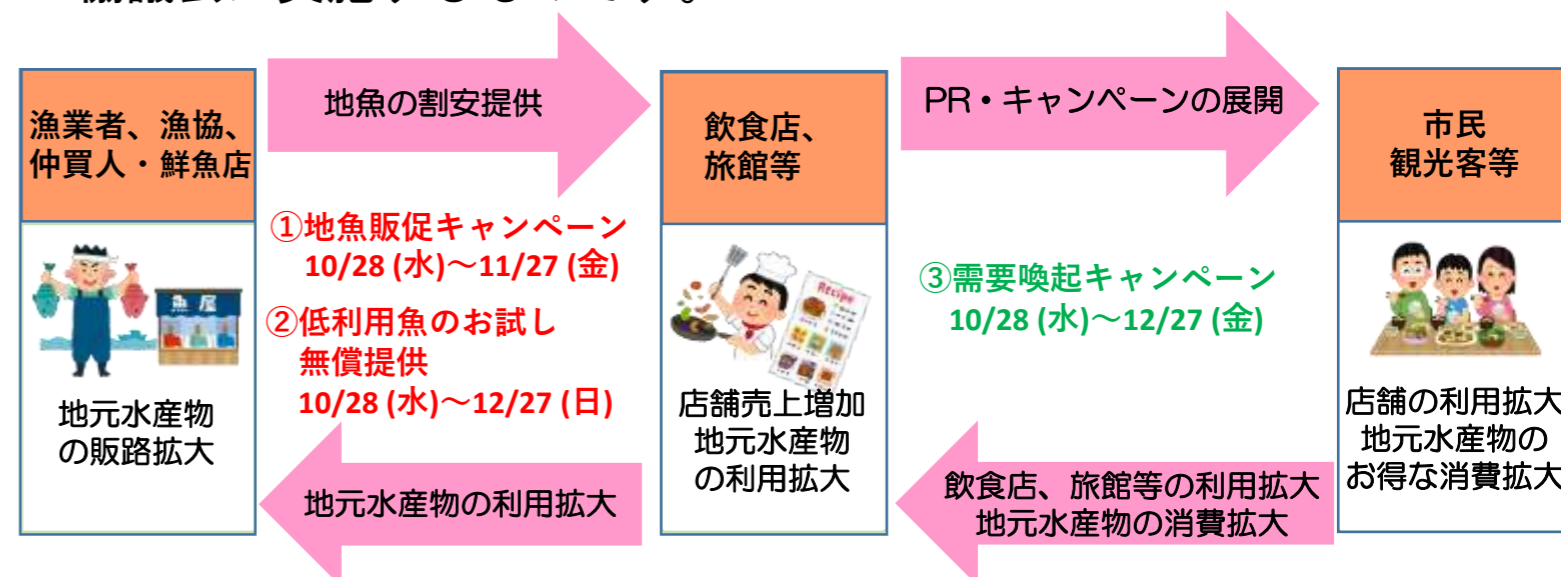 地魚の割安提供
PR・キャンペーンの展開
漁業者、漁協、
仲買人・鮮魚店
飲食店、
旅館等
市民
観光客等
①地魚販促キャンペーン
10/28 (水)～11/27 (金)
②低利用魚のお試し
無償提供
10/28 (水)～12/27 (日)
③需要喚起キャンペーン
10/28 (水)～12/27 (金)
魚屋
Recipe
地元水産物
の販路拡大
店舗売上増加
地元水産物
の利用拡大
店舗の利用拡大
地元水産物の
お得な消費拡大
地元水産物の利用拡大
飲食店、旅館等の利用拡大
地元水産物の消費拡大